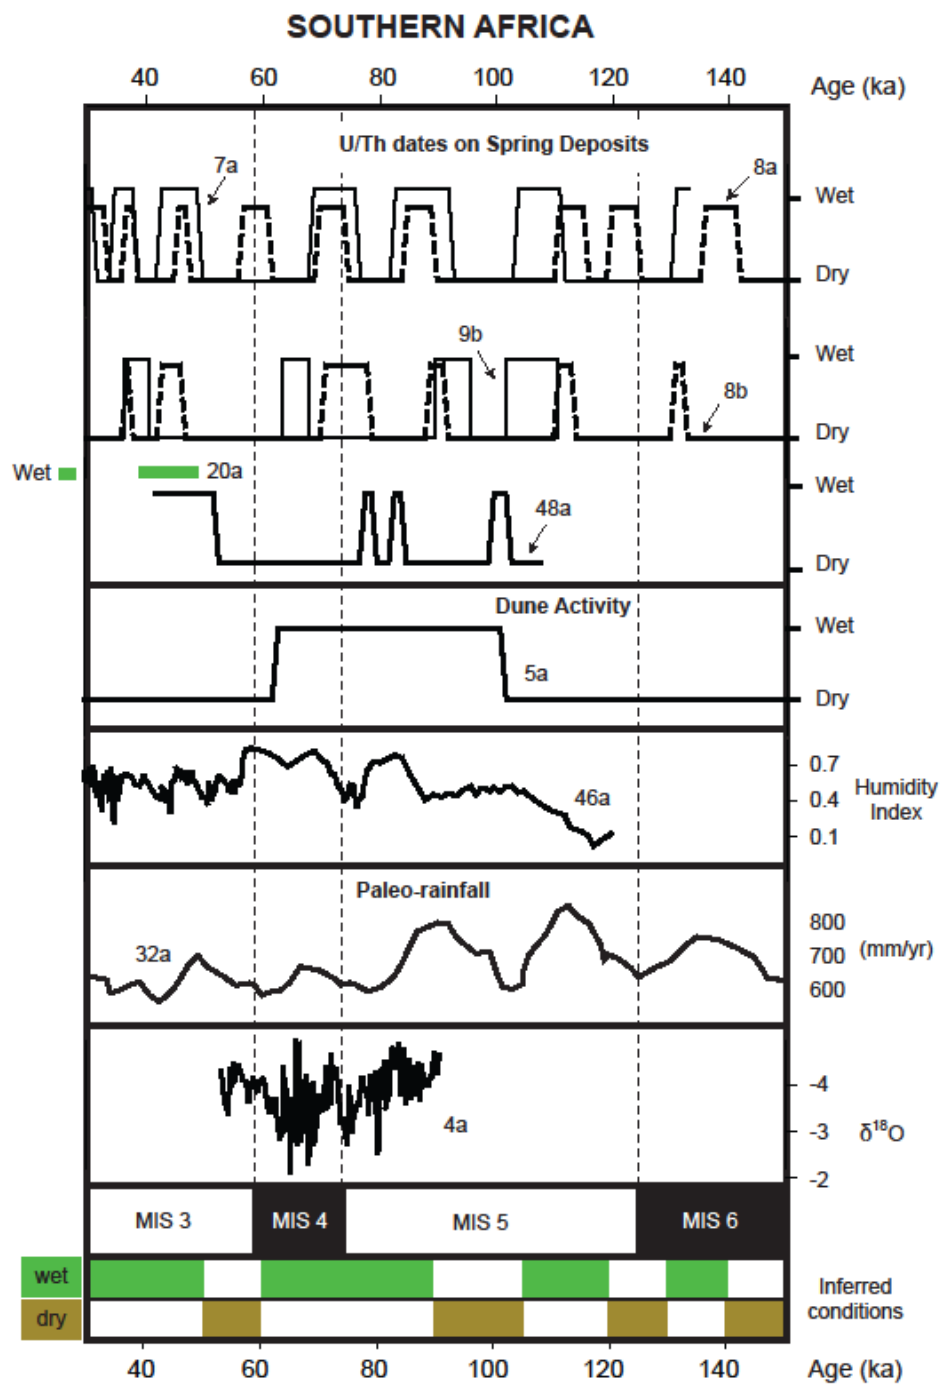 SOUTHERN AFRICA
40 60 80 100 120 140 Age (ka)
U/Th dates on Spring Deposits
7a 8a
Wet
Dry
9b
Wet
8b
Dry
Wet 20a
Wet
48a
Dry
Dune Activity
Wet
5a
Dry
0.7
46a 0.4 Humidity
Index
0.1
Paleo-rainfall
800
32a 700 (mm/yr)
600
-4
4a -3 δ¹⁸O
-2
MIS 3 MIS 4 MIS 5 MIS 6
wet
Inferred
dry conditions
40 60 80 100 120 140 Age (ka)